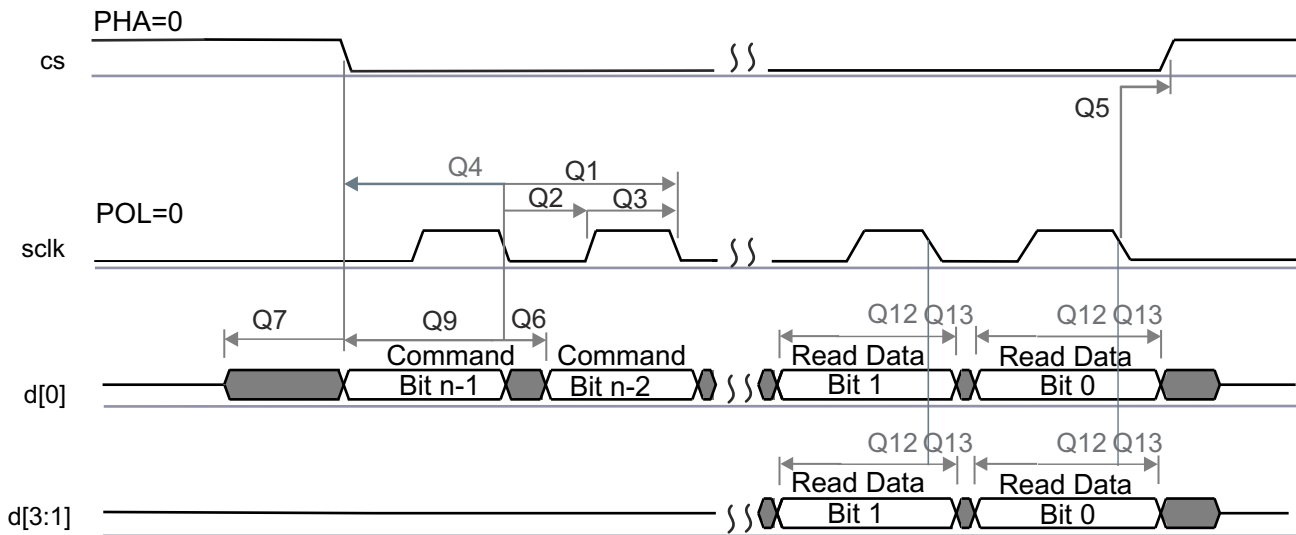 PHA=0
cs
Q5
Q4 Q1
Q2 Q3
POL=0
sclk
Q7 Q9 Q6 Q12 Q13 Q12 Q13
Command Command Read Data Read Data
d[0] Bit n-1 Bit n-2 Bit 1 Bit 0
Q12 Q13 Q12 Q13
Read Data Read Data
d[3:1] Bit 1 Bit 0